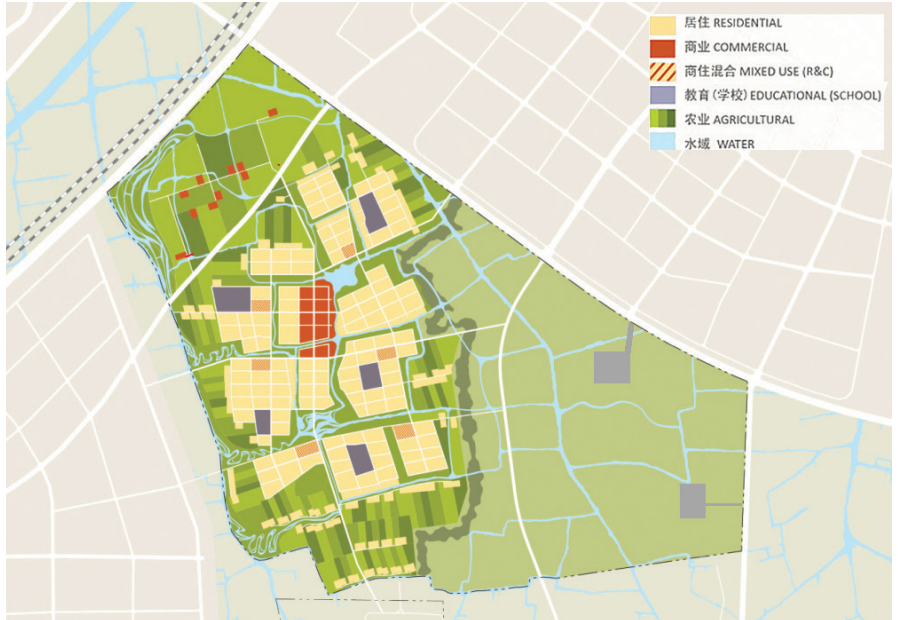 居住 RESIDENTIAL
商业 COMMERCIAL
商住混合 MIXED USE (R&C)
教育(学校) EDUCATIONAL (SCHOOL)
农业 AGRICULTURAL
水域 WATER